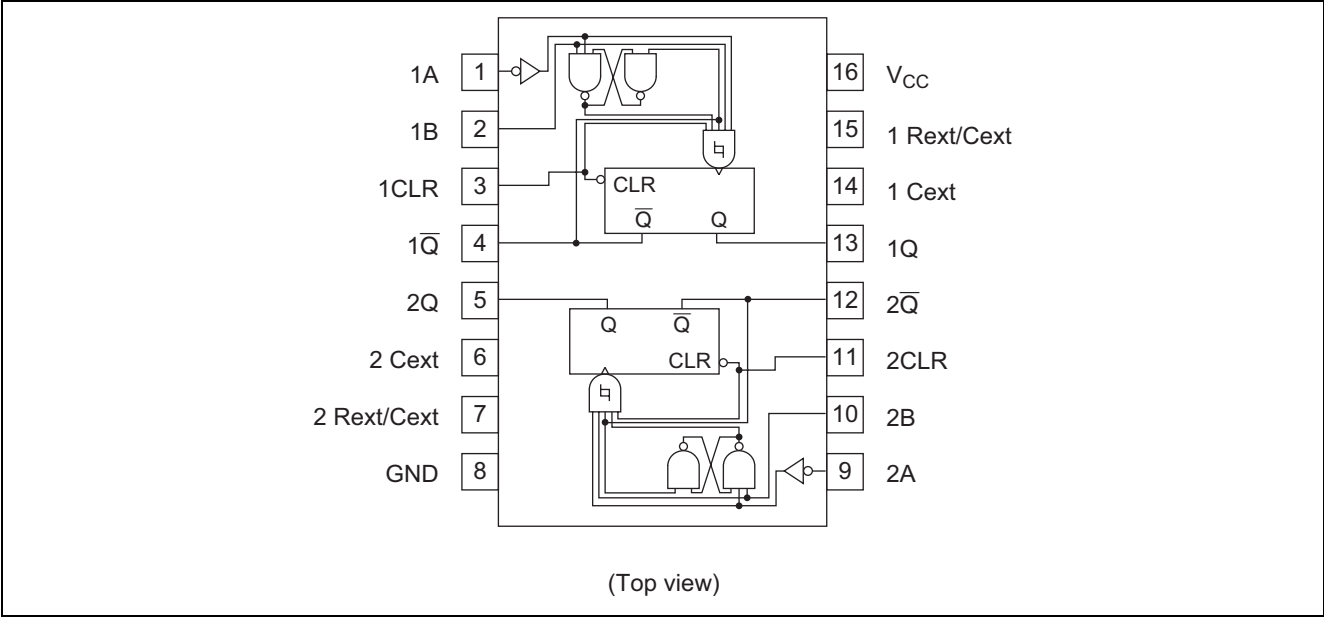 1A 1 16 V_CC
1B 2 15 1 Rext/Cext
1CLR 3 CLR 14 1 Cext
Q̅ Q
1Q̅ 4 13 1Q
2Q 5 12 2Q̅
Q Q̅
2 Cext 6 CLR 11 2CLR
2 Rext/Cext 7 10 2B
GND 8 9 2A
(Top view)